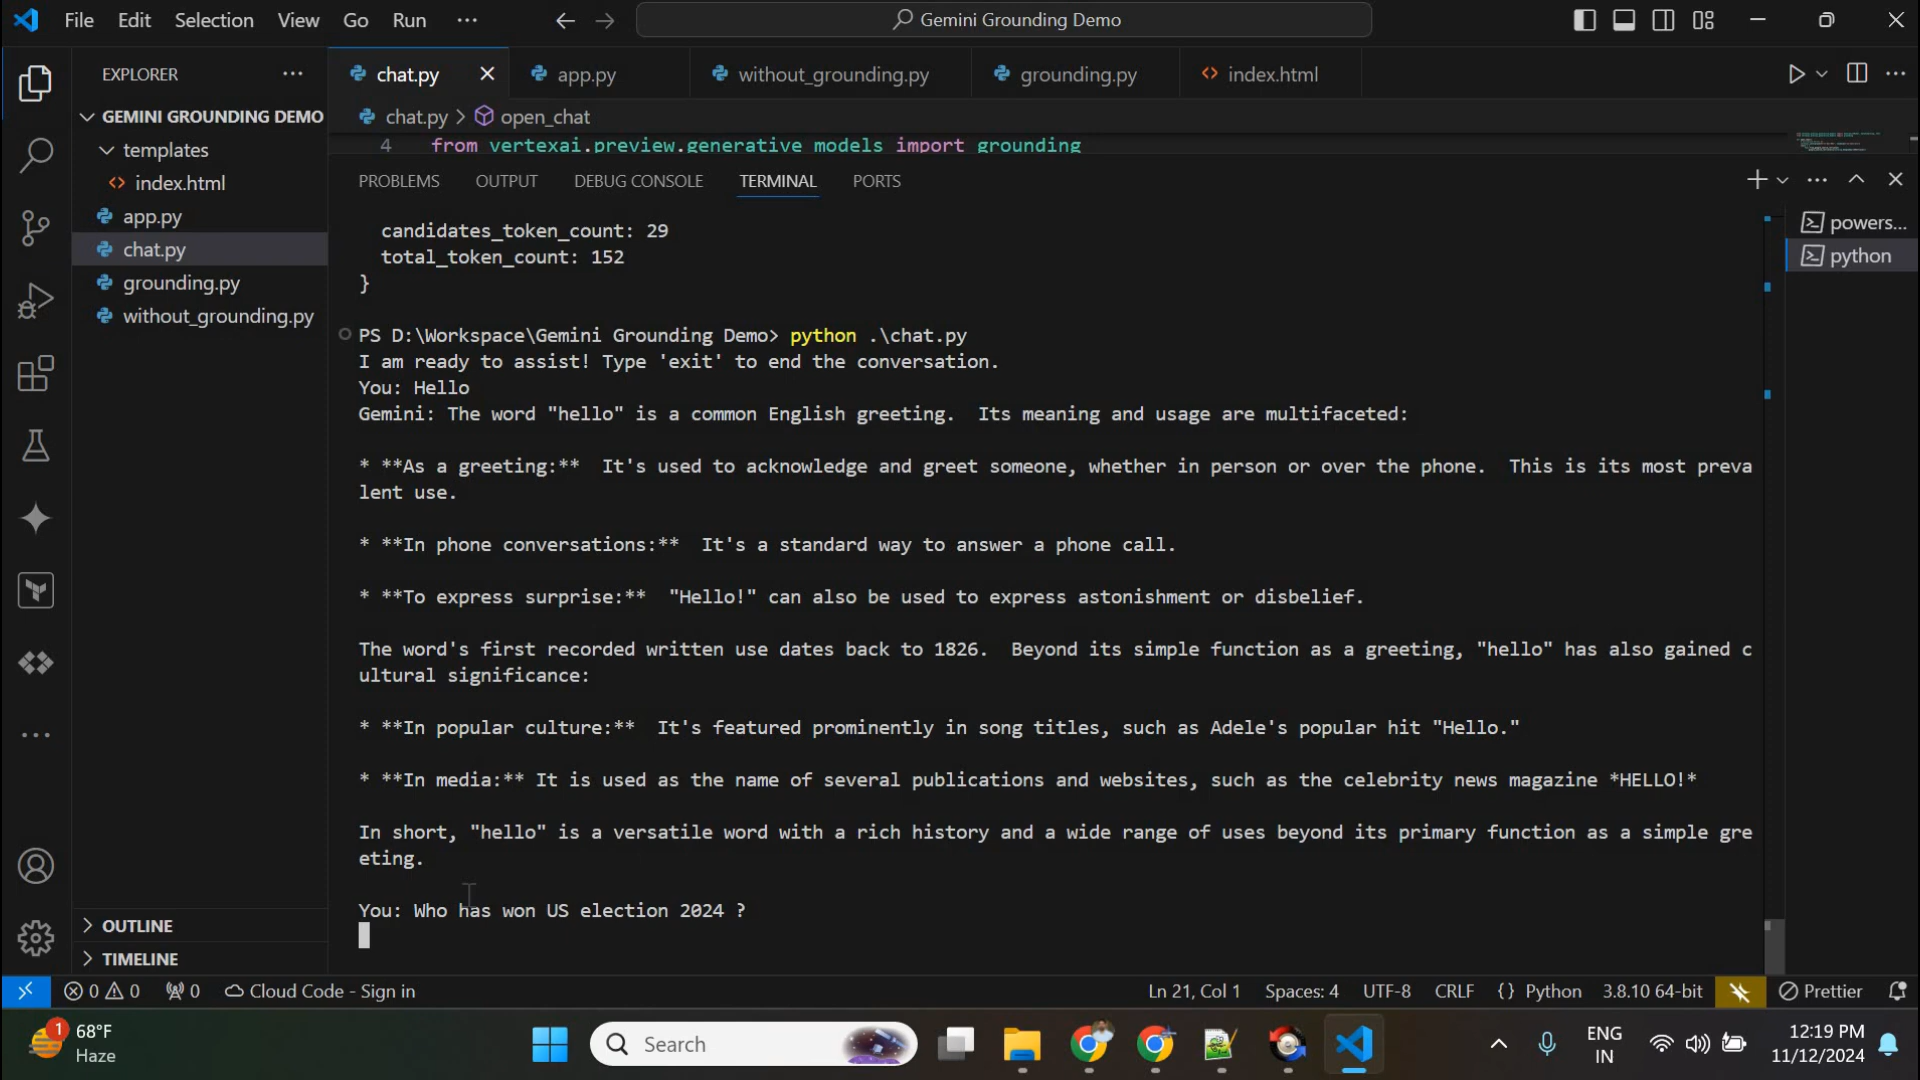 File Edit Selection View Go Run ··· Gemini Grounding Demo
EXPLORER ···
GEMINI GROUNDING DEMO
templates
index.html
app.py
chat.py
grounding.py
without_grounding.py
OUTLINE
TIMELINE
chat.py app.py without_grounding.py grounding.py index.html
chat.py > open_chat
4 from vertexai.preview.generative_models import grounding
PROBLEMS OUTPUT DEBUG CONSOLE TERMINAL PORTS
powers...
python
candidates_token_count: 29
total_token_count: 152
}
PS D:\Workspace\Gemini Grounding Demo> python .\chat.py
I am ready to assist! Type 'exit' to end the conversation.
You: Hello
Gemini: The word "hello" is a common English greeting.  Its meaning and usage are multifaceted:
* **As a greeting:**  It's used to acknowledge and greet someone, whether in person or over the phone.  This is its most preva
lent use.
* **In phone conversations:**  It's a standard way to answer a phone call.
* **To express surprise:**  "Hello!" can also be used to express astonishment or disbelief.
The word's first recorded written use dates back to 1826.  Beyond its simple function as a greeting, "hello" has also gained c
ultural significance:
* **In popular culture:**  It's featured prominently in song titles, such as Adele's popular hit "Hello."
* **In media:** It is used as the name of several publications and websites, such as the celebrity news magazine *HELLO!*
In short, "hello" is a versatile word with a rich history and a wide range of uses beyond its primary function as a simple gre
eting.
You: Who has won US election 2024 ?
0 0 0 Cloud Code - Sign in Ln 21, Col 1 Spaces: 4 UTF-8 CRLF {} Python 3.8.10 64-bit Prettier
1 68°F
Haze
Search
ENG
IN
12:19 PM
11/12/2024